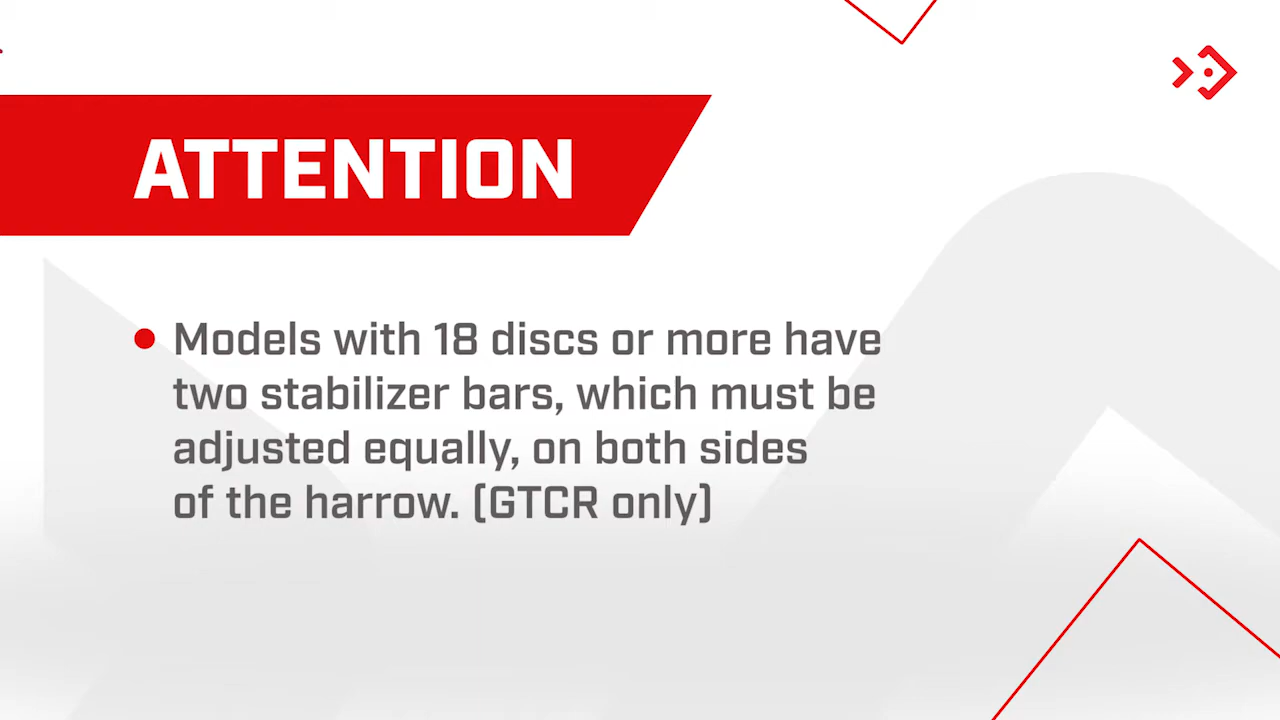 ATTENTION
Models with 18 discs or more have
two stabilizer bars, which must be
adjusted equally, on both sides
of the harrow. (GTCR only)